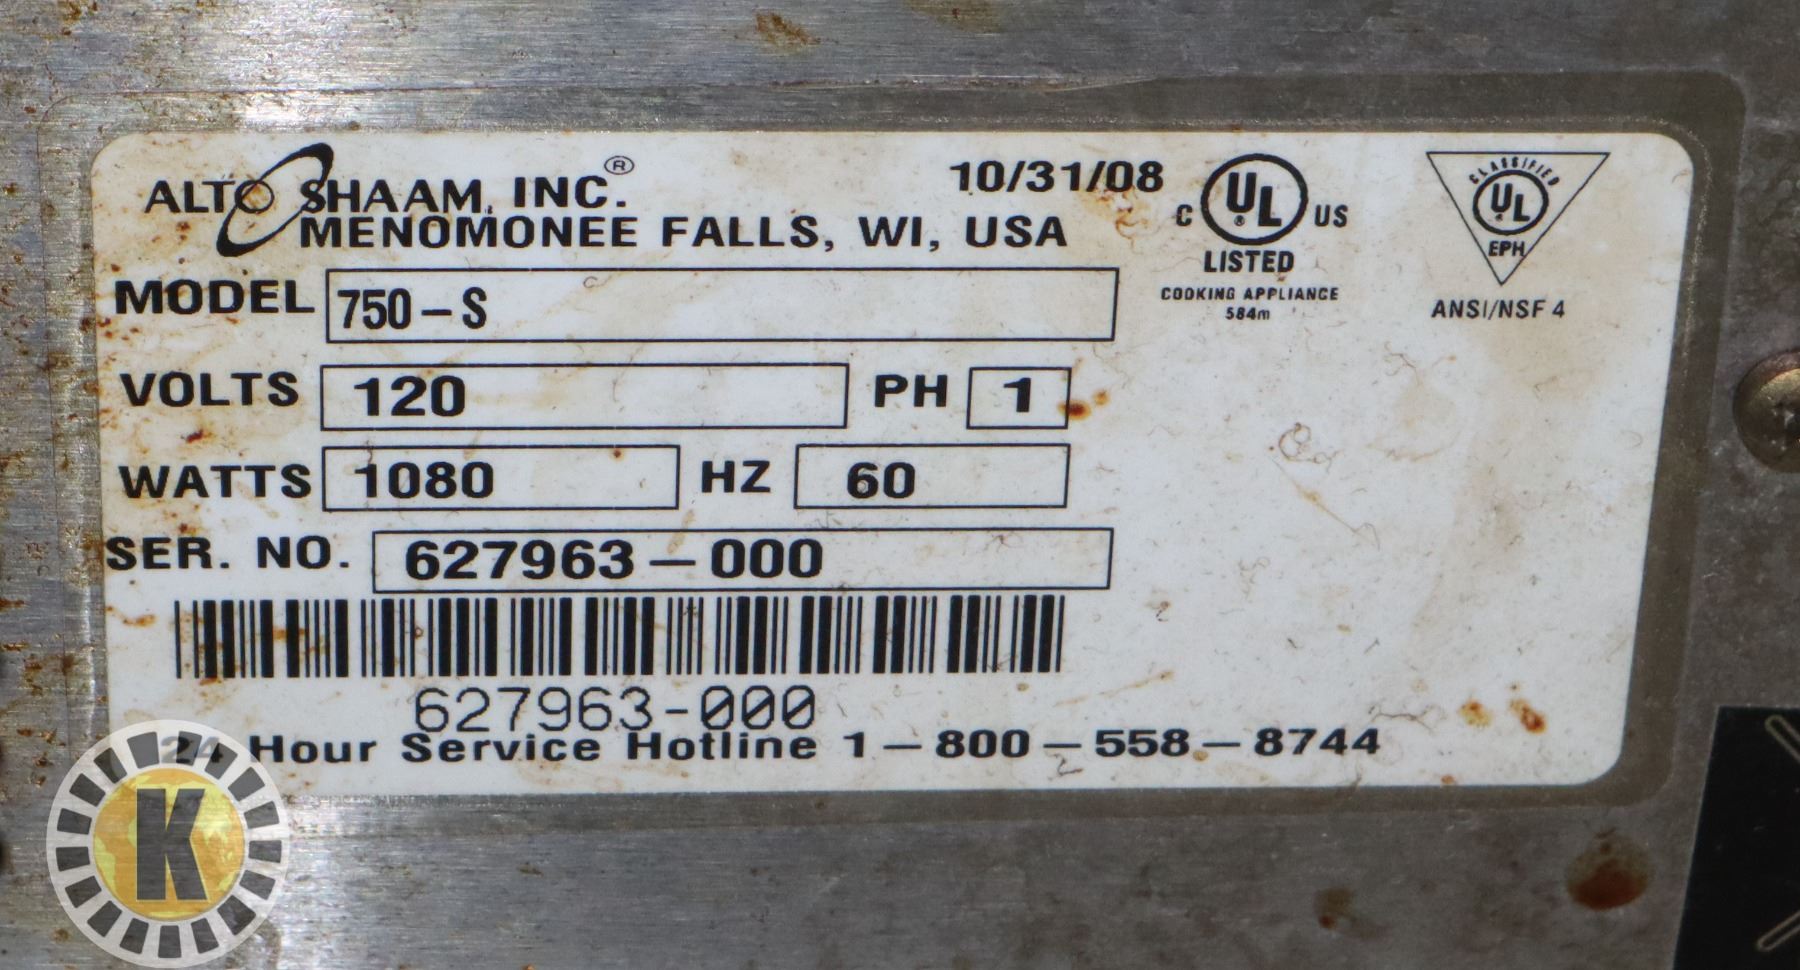 ALTO SHAAM, INC.®
MENOMONEE FALLS, WI, USA
10/31/08
C UL® US
LISTED
COOKING APPLIANCE
584m
CLASSIFIED
UL®
EPH
ANSI/NSF 4
MODEL 750-S
VOLTS 120 PH 1
WATTS 1080 HZ 60
SER. NO. 627963-000
627963-000
24 Hour Service Hotline 1-800-558-8744
K